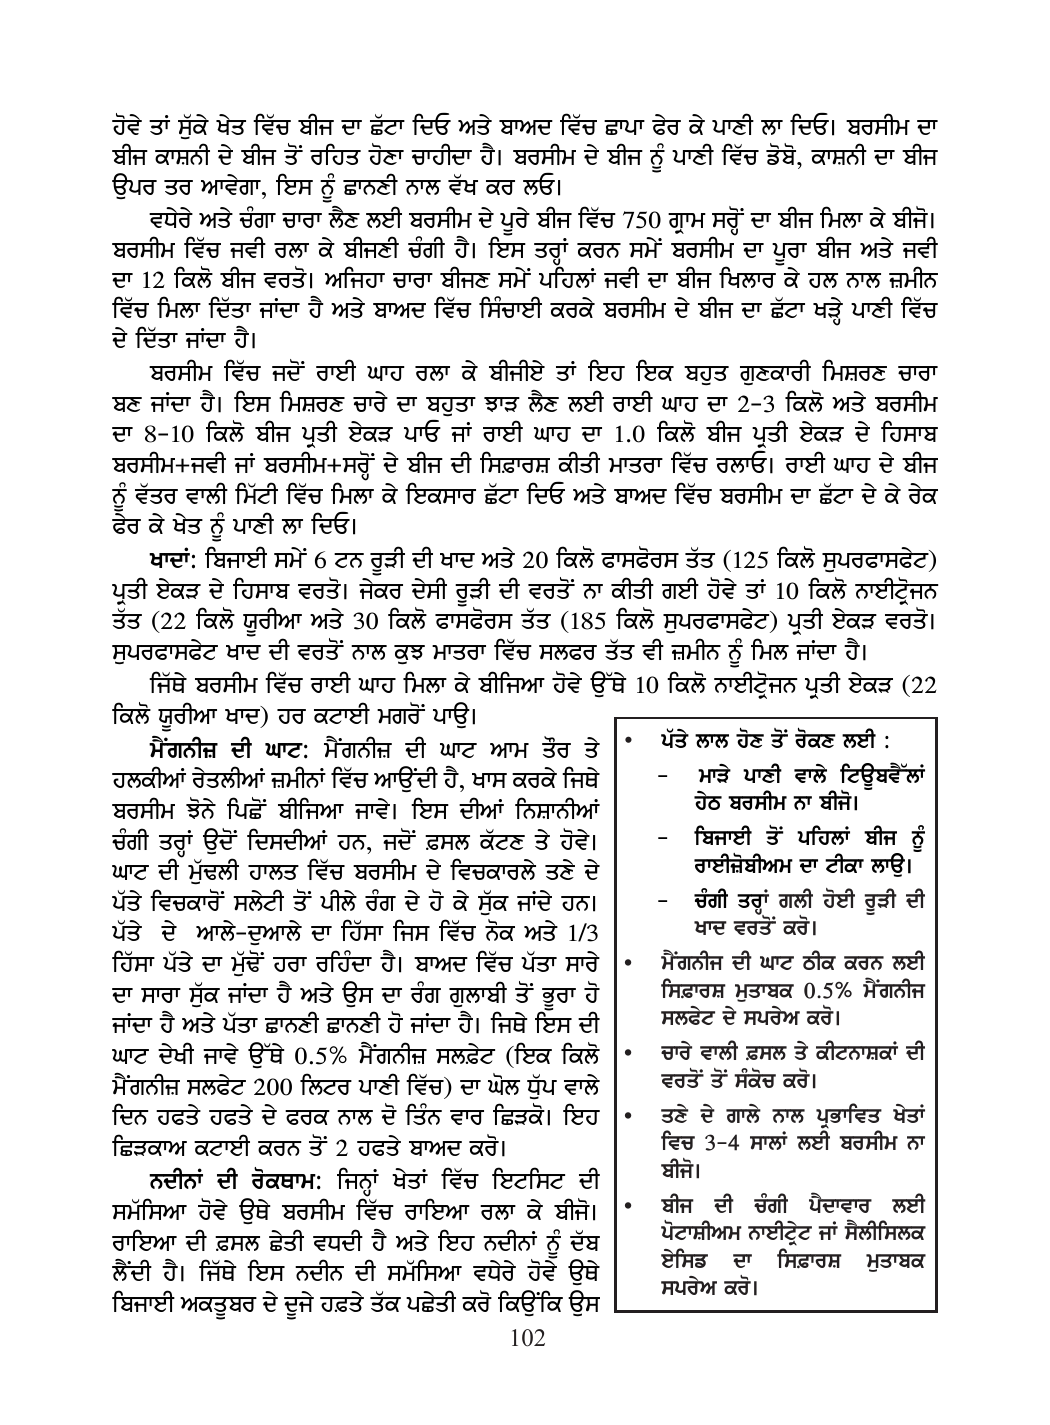 ਹੋਵੇ ਤਾਂ ਸੁੱਕੇ ਖੇਤ ਵਿੱਚ ਬੀਜ ਦਾ ਛੱਟਾ ਦਿਓ ਅਤੇ ਬਾਅਦ ਵਿੱਚ ਛਾਪਾ ਫੇਰ ਕੇ ਪਾਣੀ ਲਾ ਦਿਓ। ਬਰਸੀਮ ਦਾ
ਬੀਜ ਕਾਸ਼ਨੀ ਦੇ ਬੀਜ ਤੋਂ ਰਹਿਤ ਹੋਣਾ ਚਾਹੀਦਾ ਹੈ। ਬਰਸੀਮ ਦੇ ਬੀਜ ਨੂੰ ਪਾਣੀ ਵਿੱਚ ਡੋਬੋ, ਕਾਸ਼ਨੀ ਦਾ ਬੀਜ
ਉਪਰ ਤਰ ਆਵੇਗਾ, ਇਸ ਨੂੰ ਛਾਨਣੀ ਨਾਲ ਵੱਖ ਕਰ ਲਓ।
ਵਧੇਰੇ ਅਤੇ ਚੰਗਾ ਚਾਰਾ ਲੈਣ ਲਈ ਬਰਸੀਮ ਦੇ ਪੂਰੇ ਬੀਜ ਵਿੱਚ 750 ਗ੍ਰਾਮ ਸਰ੍ਹੋਂ ਦਾ ਬੀਜ ਮਿਲਾ ਕੇ ਬੀਜੋ।
ਬਰਸੀਮ ਵਿੱਚ ਜਵੀ ਰਲਾ ਕੇ ਬੀਜਣੀ ਚੰਗੀ ਹੈ। ਇਸ ਤਰ੍ਹਾਂ ਕਰਨ ਸਮੇਂ ਬਰਸੀਮ ਦਾ ਪੂਰਾ ਬੀਜ ਅਤੇ ਜਵੀ
ਦਾ 12 ਕਿਲੋ ਬੀਜ ਵਰਤੋ। ਅਜਿਹਾ ਚਾਰਾ ਬੀਜਣ ਸਮੇਂ ਪਹਿਲਾਂ ਜਵੀ ਦਾ ਬੀਜ ਖਿਲਾਰ ਕੇ ਹਲ ਨਾਲ ਜ਼ਮੀਨ
ਵਿੱਚ ਮਿਲਾ ਦਿੱਤਾ ਜਾਂਦਾ ਹੈ ਅਤੇ ਬਾਅਦ ਵਿੱਚ ਸਿੰਚਾਈ ਕਰਕੇ ਬਰਸੀਮ ਦੇ ਬੀਜ ਦਾ ਛੱਟਾ ਖੜ੍ਹੇ ਪਾਣੀ ਵਿੱਚ
ਦੇ ਦਿੱਤਾ ਜਾਂਦਾ ਹੈ।
ਬਰਸੀਮ ਵਿੱਚ ਜਦੋਂ ਰਾਈ ਘਾਹ ਰਲਾ ਕੇ ਬੀਜੀਏ ਤਾਂ ਇਹ ਇਕ ਬਹੁਤ ਗੁਣਕਾਰੀ ਮਿਸ਼ਰਣ ਚਾਰਾ
ਬਣ ਜਾਂਦਾ ਹੈ। ਇਸ ਮਿਸ਼ਰਣ ਚਾਰੇ ਦਾ ਬਹੁਤਾ ਝਾੜ ਲੈਣ ਲਈ ਰਾਈ ਘਾਹ ਦਾ 2-3 ਕਿਲੋ ਅਤੇ ਬਰਸੀਮ
ਦਾ 8-10 ਕਿਲੋ ਬੀਜ ਪ੍ਰਤੀ ਏਕੜ ਪਾਓ ਜਾਂ ਰਾਈ ਘਾਹ ਦਾ 1.0 ਕਿਲੋ ਬੀਜ ਪ੍ਰਤੀ ਏਕੜ ਦੇ ਹਿਸਾਬ
ਬਰਸੀਮ+ਜਵੀ ਜਾਂ ਬਰਸੀਮ+ਸਰ੍ਹੋਂ ਦੇ ਬੀਜ ਦੀ ਸਿਫ਼ਾਰਸ਼ ਕੀਤੀ ਮਾਤਰਾ ਵਿੱਚ ਰਲਾਓ। ਰਾਈ ਘਾਹ ਦੇ ਬੀਜ
ਨੂੰ ਵੱਤਰ ਵਾਲੀ ਮਿੱਟੀ ਵਿੱਚ ਮਿਲਾ ਕੇ ਇਕਸਾਰ ਛੱਟਾ ਦਿਓ ਅਤੇ ਬਾਅਦ ਵਿੱਚ ਬਰਸੀਮ ਦਾ ਛੱਟਾ ਦੇ ਕੇ ਰੇਕ
ਫੇਰ ਕੇ ਖੇਤ ਨੂੰ ਪਾਣੀ ਲਾ ਦਿਓ।
ਖਾਦਾਂ: ਬਿਜਾਈ ਸਮੇਂ 6 ਟਨ ਰੂੜੀ ਦੀ ਖਾਦ ਅਤੇ 20 ਕਿਲੋ ਫਾਸਫੋਰਸ ਤੱਤ (125 ਕਿਲੋ ਸੁਪਰਫਾਸਫੇਟ)
ਪ੍ਰਤੀ ਏਕੜ ਦੇ ਹਿਸਾਬ ਵਰਤੋ। ਜੇਕਰ ਦੇਸੀ ਰੂੜੀ ਦੀ ਵਰਤੋਂ ਨਾ ਕੀਤੀ ਗਈ ਹੋਵੇ ਤਾਂ 10 ਕਿਲੋ ਨਾਈਟ੍ਰੋਜਨ
ਤੱਤ (22 ਕਿਲੋ ਯੂਰੀਆ ਅਤੇ 30 ਕਿਲੋ ਫਾਸਫੋਰਸ ਤੱਤ (185 ਕਿਲੋ ਸੁਪਰਫਾਸਫੇਟ) ਪ੍ਰਤੀ ਏਕੜ ਵਰਤੋ।
ਸੁਪਰਫਾਸਫੇਟ ਖਾਦ ਦੀ ਵਰਤੋਂ ਨਾਲ ਕੁਝ ਮਾਤਰਾ ਵਿੱਚ ਸਲਫਰ ਤੱਤ ਵੀ ਜ਼ਮੀਨ ਨੂੰ ਮਿਲ ਜਾਂਦਾ ਹੈ।
ਜਿੱਥੇ ਬਰਸੀਮ ਵਿੱਚ ਰਾਈ ਘਾਹ ਮਿਲਾ ਕੇ ਬੀਜਿਆ ਹੋਵੇ ਉੱਥੇ 10 ਕਿਲੋ ਨਾਈਟ੍ਰੋਜਨ ਪ੍ਰਤੀ ਏਕੜ (22
ਕਿਲੋ ਯੂਰੀਆ ਖਾਦ) ਹਰ ਕਟਾਈ ਮਗਰੋਂ ਪਾਉ।
ਮੈਂਗਨੀਜ਼ ਦੀ ਘਾਟ: ਮੈਂਗਨੀਜ਼ ਦੀ ਘਾਟ ਆਮ ਤੌਰ ਤੇ
ਹਲਕੀਆਂ ਰੇਤਲੀਆਂ ਜ਼ਮੀਨਾਂ ਵਿੱਚ ਆਉਂਦੀ ਹੈ, ਖਾਸ ਕਰਕੇ ਜਿਥੇ
ਬਰਸੀਮ ਝੋਨੇ ਪਿਛੋਂ ਬੀਜਿਆ ਜਾਵੇ। ਇਸ ਦੀਆਂ ਨਿਸ਼ਾਨੀਆਂ
ਚੰਗੀ ਤਰ੍ਹਾਂ ਉਦੋਂ ਦਿਸਦੀਆਂ ਹਨ, ਜਦੋਂ ਫ਼ਸਲ ਕੱਟਣ ਤੇ ਹੋਵੇ।
ਘਾਟ ਦੀ ਮੁੱਢਲੀ ਹਾਲਤ ਵਿੱਚ ਬਰਸੀਮ ਦੇ ਵਿਚਕਾਰਲੇ ਤਣੇ ਦੇ
ਪੱਤੇ ਵਿਚਕਾਰੋਂ ਸਲੇਟੀ ਤੋਂ ਪੀਲੇ ਰੰਗ ਦੇ ਹੋ ਕੇ ਸੁੱਕ ਜਾਂਦੇ ਹਨ।
ਪੱਤੇ ਦੇ ਆਲੇ-ਦੁਆਲੇ ਦਾ ਹਿੱਸਾ ਜਿਸ ਵਿੱਚ ਨੋਕ ਅਤੇ 1/3
ਹਿੱਸਾ ਪੱਤੇ ਦਾ ਮੁੱਢੋਂ ਹਰਾ ਰਹਿੰਦਾ ਹੈ। ਬਾਅਦ ਵਿੱਚ ਪੱਤਾ ਸਾਰੇ
ਦਾ ਸਾਰਾ ਸੁੱਕ ਜਾਂਦਾ ਹੈ ਅਤੇ ਉਸ ਦਾ ਰੰਗ ਗੁਲਾਬੀ ਤੋਂ ਭੂਰਾ ਹੋ
ਜਾਂਦਾ ਹੈ ਅਤੇ ਪੱਤਾ ਛਾਨਣੀ ਛਾਨਣੀ ਹੋ ਜਾਂਦਾ ਹੈ। ਜਿਥੇ ਇਸ ਦੀ
ਘਾਟ ਦੇਖੀ ਜਾਵੇ ਉੱਥੇ 0.5% ਮੈਂਗਨੀਜ਼ ਸਲਫ਼ੇਟ (ਇਕ ਕਿਲੋ
ਮੈਂਗਨੀਜ਼ ਸਲਫੇਟ 200 ਲਿਟਰ ਪਾਣੀ ਵਿੱਚ) ਦਾ ਘੋਲ ਧੁੱਪ ਵਾਲੇ
ਦਿਨ ਹਫਤੇ ਹਫਤੇ ਦੇ ਫਰਕ ਨਾਲ ਦੋ ਤਿੰਨ ਵਾਰ ਛਿੜਕੋ। ਇਹ
ਛਿੜਕਾਅ ਕਟਾਈ ਕਰਨ ਤੋਂ 2 ਹਫਤੇ ਬਾਅਦ ਕਰੋ।
ਨਦੀਨਾਂ ਦੀ ਰੋਕਥਾਮ: ਜਿਨ੍ਹਾਂ ਖੇਤਾਂ ਵਿੱਚ ਇਟਸਿਟ ਦੀ
ਸਮੱਸਿਆ ਹੋਵੇ ਉਥੇ ਬਰਸੀਮ ਵਿੱਚ ਰਾਇਆ ਰਲਾ ਕੇ ਬੀਜੋ।
ਰਾਇਆ ਦੀ ਫ਼ਸਲ ਛੇਤੀ ਵਧਦੀ ਹੈ ਅਤੇ ਇਹ ਨਦੀਨਾਂ ਨੂੰ ਦੱਬ
ਲੈਂਦੀ ਹੈ। ਜਿੱਥੇ ਇਸ ਨਦੀਨ ਦੀ ਸਮੱਸਿਆ ਵਧੇਰੇ ਹੋਵੇ ਉਥੇ
ਬਿਜਾਈ ਅਕਤੂਬਰ ਦੇ ਦੂਜੇ ਹਫ਼ਤੇ ਤੱਕ ਪਛੇਤੀ ਕਰੋ ਕਿਉਂਕਿ ਉਸ
• ਪੱਤੇ ਲਾਲ ਹੋਣ ਤੋਂ ਰੋਕਣ ਲਈ :
- ਮਾੜੇ ਪਾਣੀ ਵਾਲੇ ਟਿਊਬਵੈੱਲਾਂ
ਹੇਠ ਬਰਸੀਮ ਨਾ ਬੀਜੋ।
- ਬਿਜਾਈ ਤੋਂ ਪਹਿਲਾਂ ਬੀਜ ਨੂੰ
ਰਾਈਜ਼ੋਬੀਅਮ ਦਾ ਟੀਕਾ ਲਾਉ।
- ਚੰਗੀ ਤਰ੍ਹਾਂ ਗਲੀ ਹੋਈ ਰੂੜੀ ਦੀ
ਖਾਦ ਵਰਤੋਂ ਕਰੋ।
• ਮੈਂਗਨੀਜ ਦੀ ਘਾਟ ਠੀਕ ਕਰਨ ਲਈ
ਸਿਫ਼ਾਰਸ਼ ਮੁਤਾਬਕ 0.5% ਮੈਂਗਨੀਜ
ਸਲਫੇਟ ਦੇ ਸਪਰੇਅ ਕਰੋ।
• ਚਾਰੇ ਵਾਲੀ ਫ਼ਸਲ ਤੇ ਕੀਟਨਾਸ਼ਕਾਂ ਦੀ
ਵਰਤੋਂ ਤੋਂ ਸੰਕੋਚ ਕਰੋ।
• ਤਣੇ ਦੇ ਗਾਲੇ ਨਾਲ ਪ੍ਰਭਾਵਿਤ ਖੇਤਾਂ
ਵਿਚ 3-4 ਸਾਲਾਂ ਲਈ ਬਰਸੀਮ ਨਾ
ਬੀਜੋ।
• ਬੀਜ ਦੀ ਚੰਗੀ ਪੈਦਾਵਾਰ ਲਈ
ਪੋਟਾਸ਼ੀਅਮ ਨਾਈਟ੍ਰੇਟ ਜਾਂ ਸੈਲੀਸਿਲਕ
ਏਸਿਡ ਦਾ ਸਿਫ਼ਾਰਸ਼ ਮੁਤਾਬਕ
ਸਪਰੇਅ ਕਰੋ।
102